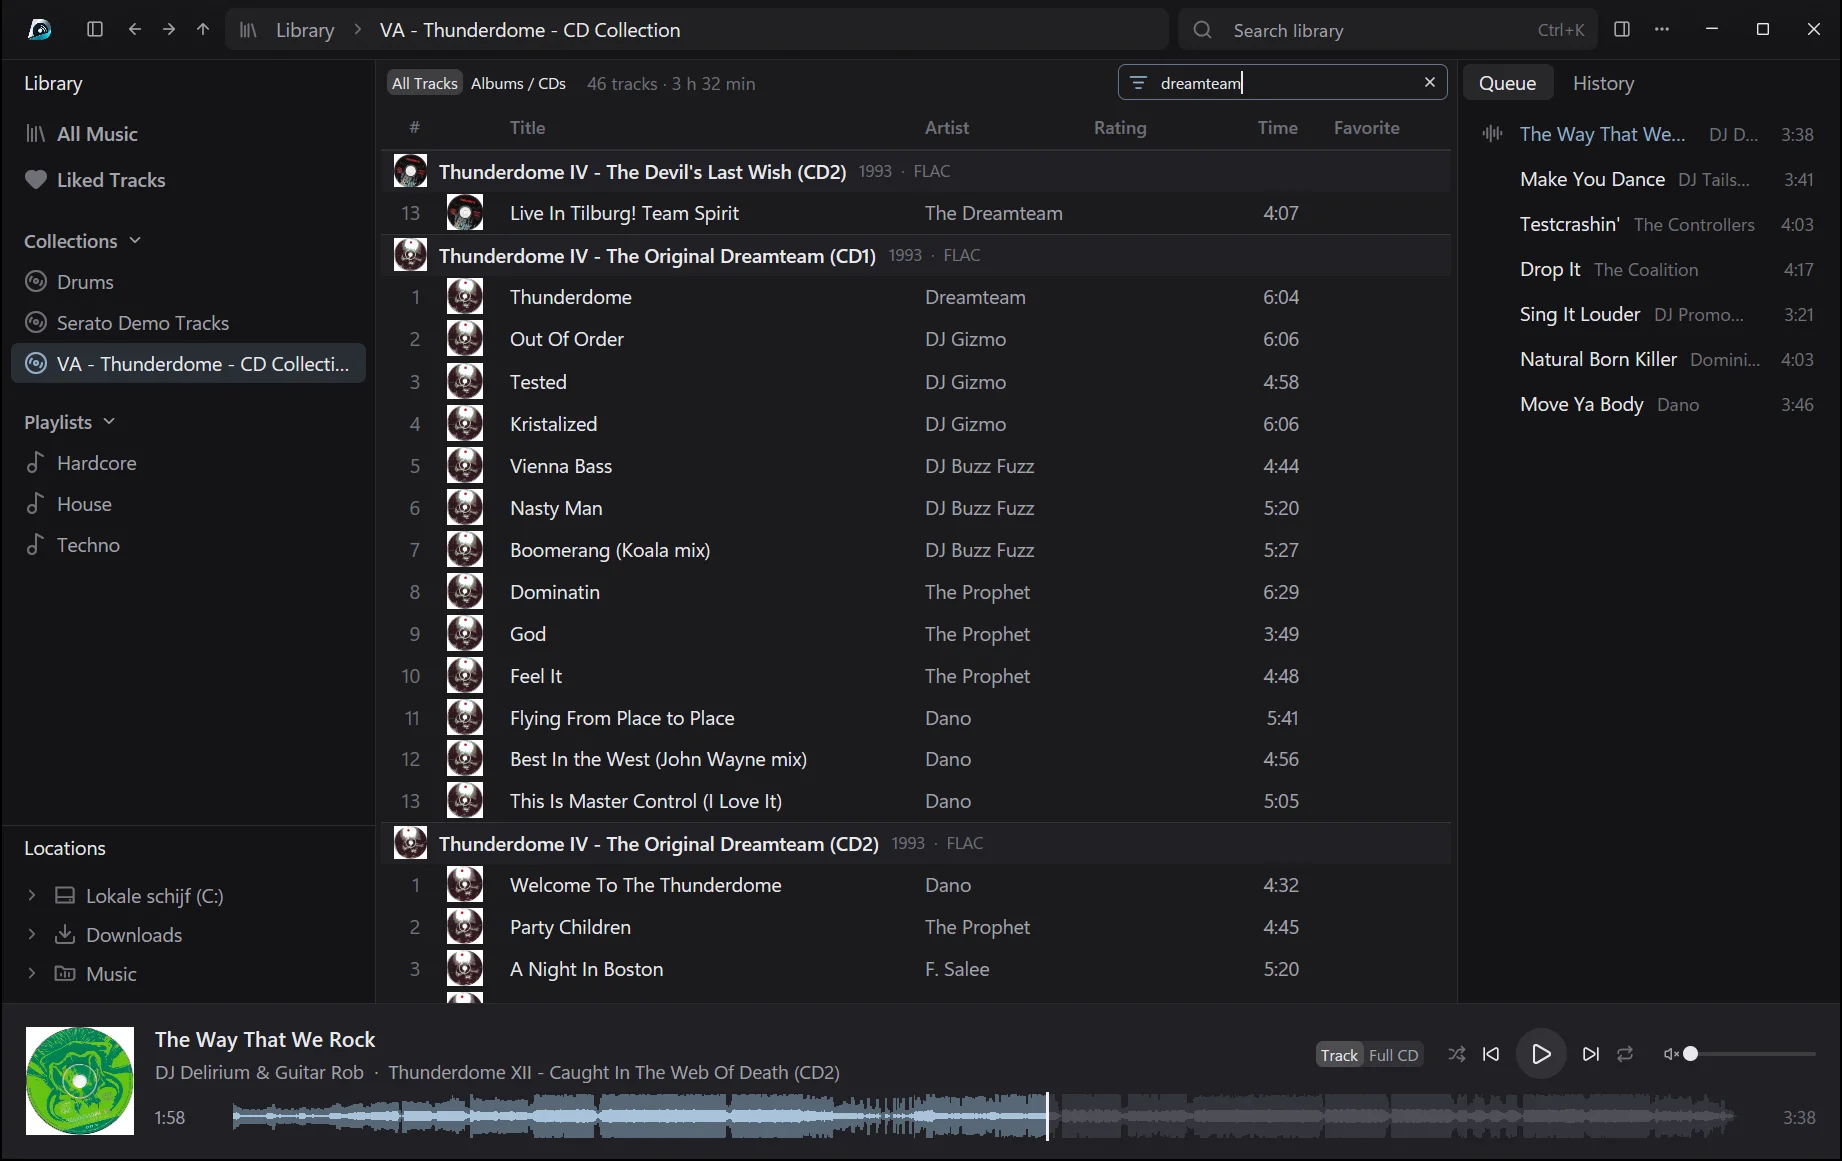 Library > VA - Thunderdome - CD Collection
Search library Ctrl+K
Library
All Music
Liked Tracks
Collections
Drums
Serato Demo Tracks
VA - Thunderdome - CD Collecti...
Playlists
Hardcore
House
Techno
Locations
Lokale schijf (C:)
Downloads
Music
All Tracks Albums / CDs 46 tracks · 3 h 32 min
dreamteam
# Title Artist Rating Time Favorite
Thunderdome IV - The Devil's Last Wish (CD2) 1993 · FLAC
13 Live In Tilburg! Team Spirit The Dreamteam 4:07
Thunderdome IV - The Original Dreamteam (CD1) 1993 · FLAC
1 Thunderdome Dreamteam 6:04
2 Out Of Order DJ Gizmo 6:06
3 Tested DJ Gizmo 4:58
4 Kristalized DJ Gizmo 6:06
5 Vienna Bass DJ Buzz Fuzz 4:44
6 Nasty Man DJ Buzz Fuzz 5:20
7 Boomerang (Koala mix) DJ Buzz Fuzz 5:27
8 Dominatin The Prophet 6:29
9 God The Prophet 3:49
10 Feel It The Prophet 4:48
11 Flying From Place to Place Dano 5:41
12 Best In the West (John Wayne mix) Dano 4:56
13 This Is Master Control (I Love It) Dano 5:05
Thunderdome IV - The Original Dreamteam (CD2) 1993 · FLAC
1 Welcome To The Thunderdome Dano 4:32
2 Party Children The Prophet 4:45
3 A Night In Boston F. Salee 5:20
Queue History
The Way That We... DJ D... 3:38
Make You Dance DJ Tails... 3:41
Testcrashin' The Controllers 4:03
Drop It The Coalition 4:17
Sing It Louder DJ Promo... 3:21
Natural Born Killer Domini... 4:03
Move Ya Body Dano 3:46
The Way That We Rock
DJ Delirium & Guitar Rob · Thunderdome XII - Caught In The Web Of Death (CD2)
Track Full CD
1:58 3:38